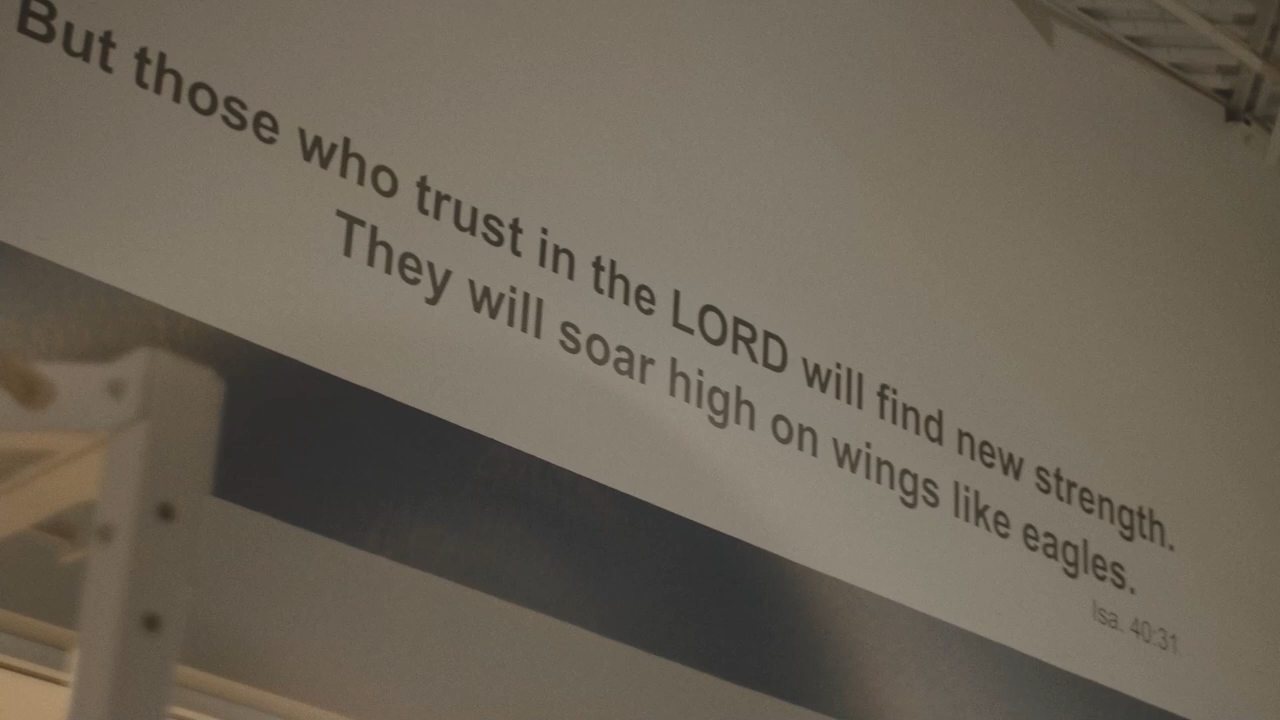 But those who trust in the LORD will find new strength.
They will soar high on wings like eagles.
Isa. 40:31